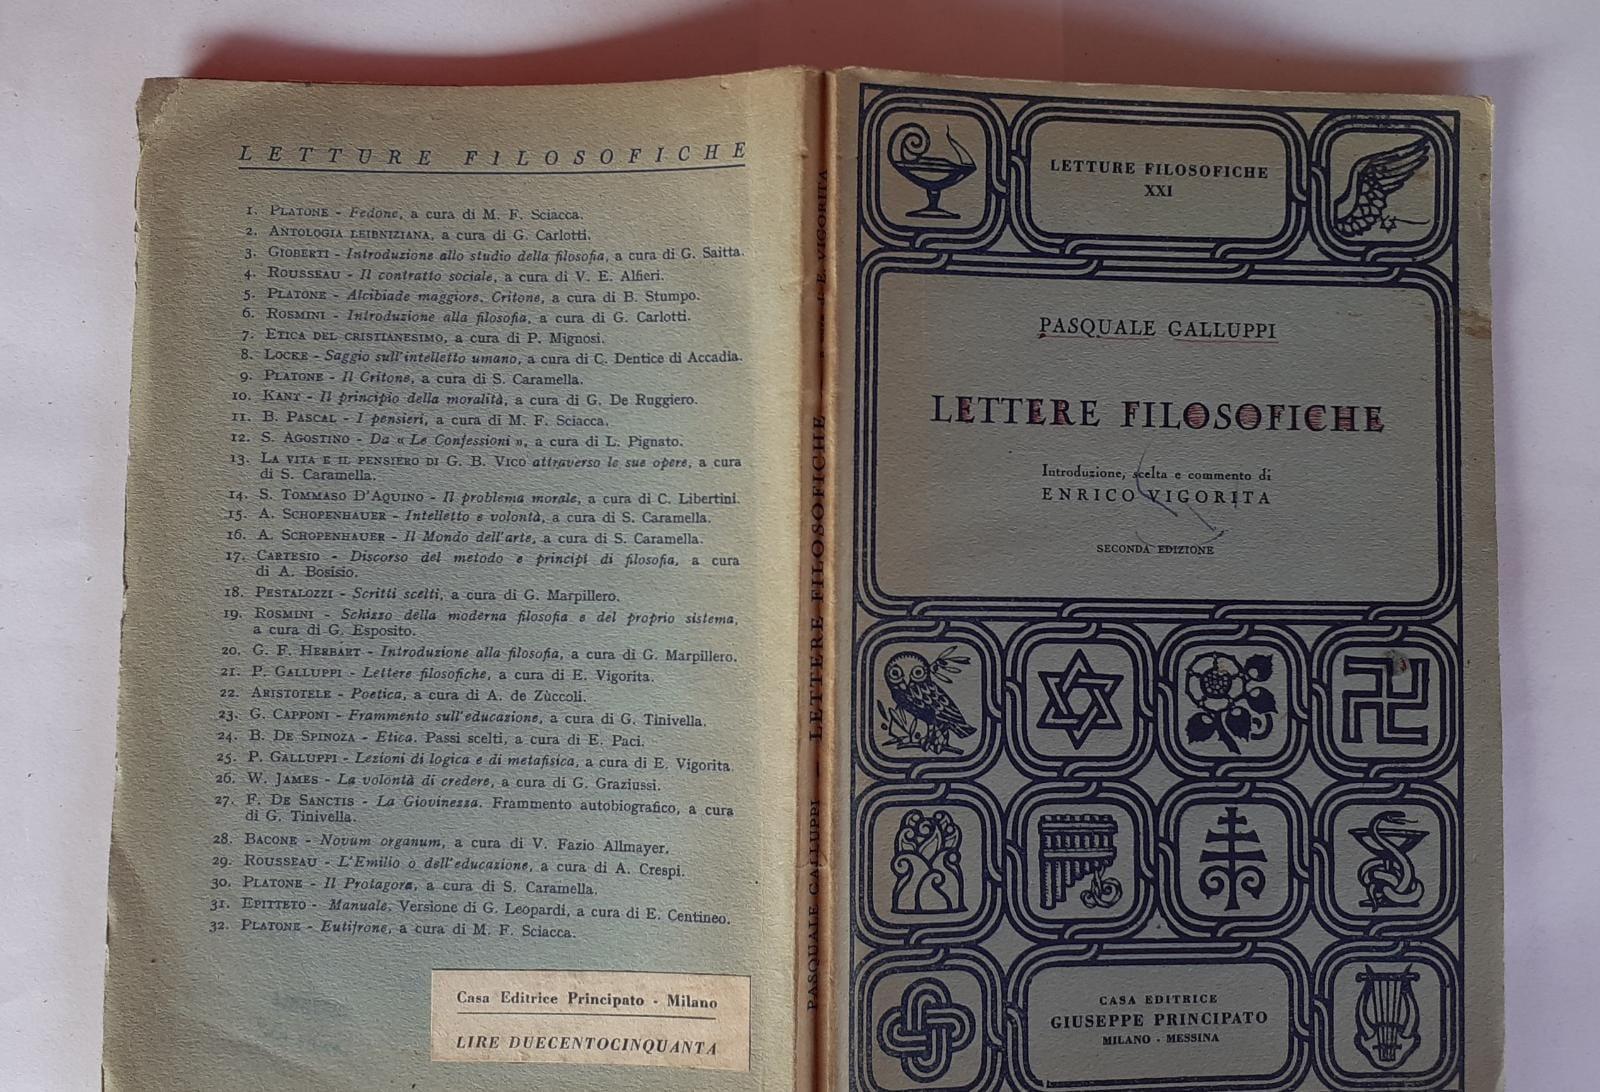 LETTURE FILOSOFICHE
1. PLATONE - Fedone, a cura di M. F. Sciacca.
2. ANTOLOGIA LEIBNIZIANA, a cura di G. Carlotti.
3. GIOBERTI - Introduzione allo studio della filosofia, a cura di G. Saitta.
4. ROUSSEAU - Il contratto sociale, a cura di V. E. Alfieri.
5. PLATONE - Alcibiade maggiore. Critone, a cura di B. Stumpo.
6. ROSMINI - Introduzione alla filosofia, a cura di G. Carlotti.
7. ETICA DEL CRISTIANESIMO, a cura di P. Mignosi.
8. LOCKE - Saggio sull'intelletto umano, a cura di C. Dentice di Accadia.
9. PLATONE - Il Critone, a cura di S. Caramella.
10. KANT - Il principio della moralità, a cura di G. De Ruggiero.
11. B. PASCAL - I pensieri, a cura di M. F. Sciacca.
12. S. AGOSTINO - Da « Le Confessioni », a cura di L. Pignato.
13. LA VITA E IL PENSIERO DI G. B. VICO attraverso le sue opere, a cura
di S. Caramella.
14. S. TOMMASO D'AQUINO - Il problema morale, a cura di C. Libertini.
15. A. SCHOPENHAUER - Intelletto e volontà, a cura di S. Caramella.
16. A. SCHOPENHAUER - Il Mondo dell'arte, a cura di S. Caramella.
17. CARTESIO - Discorso del metodo e principî di filosofia, a cura
di A. Bosisio.
18. PESTALOZZI - Scritti scelti, a cura di G. Marpillero.
19. ROSMINI - Schizzo della moderna filosofia e del proprio sistema,
a cura di G. Esposito.
20. G. F. HERBART - Introduzione alla filosofia, a cura di G. Marpillero.
21. P. GALLUPPI - Lettere filosofiche, a cura di E. Vigorita.
22. ARISTOTELE - Poetica, a cura di A. de Zùccoli.
23. G. CAPPONI - Frammento sull'educazione, a cura di G. Tinivella.
24. B. DE SPINOZA - Etica. Passi scelti, a cura di E. Paci.
25. P. GALLUPPI - Lezioni di logica e di metafisica, a cura di E. Vigorita.
26. W. JAMES - La volontà di credere, a cura di G. Graziussi.
27. F. DE SANCTIS - La Giovinezza. Frammento autobiografico, a cura
di G. Tinivella.
28. BACONE - Novum organum, a cura di V. Fazio Allmayer.
29. ROUSSEAU - L'Emilio o dell'educazione, a cura di A. Crespi.
30. PLATONE - Il Protagora, a cura di S. Caramella.
31. EPITTETO - Manuale. Versione di G. Leopardi, a cura di E. Centineo.
32. PLATONE - Eutifrone, a cura di M. F. Sciacca.
Casa Editrice Principato - Milano
LIRE DUECENTOCINQUANTA
PASQUALE GALLUPPI - LETTERE FILOSOFICHE E. VIGORITA
LETTURE FILOSOFICHE
XXI
PASQUALE GALLUPPI
LETTERE FILOSOFICHE
Introduzione, scelta e commento di
ENRICO VIGORITA
SECONDA EDIZIONE
CASA EDITRICE
GIUSEPPE PRINCIPATO
MILANO - MESSINA